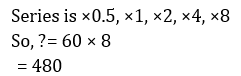 Series is ×0.5, ×1, ×2, ×4, ×8
So, ?= 60 × 8
= 480